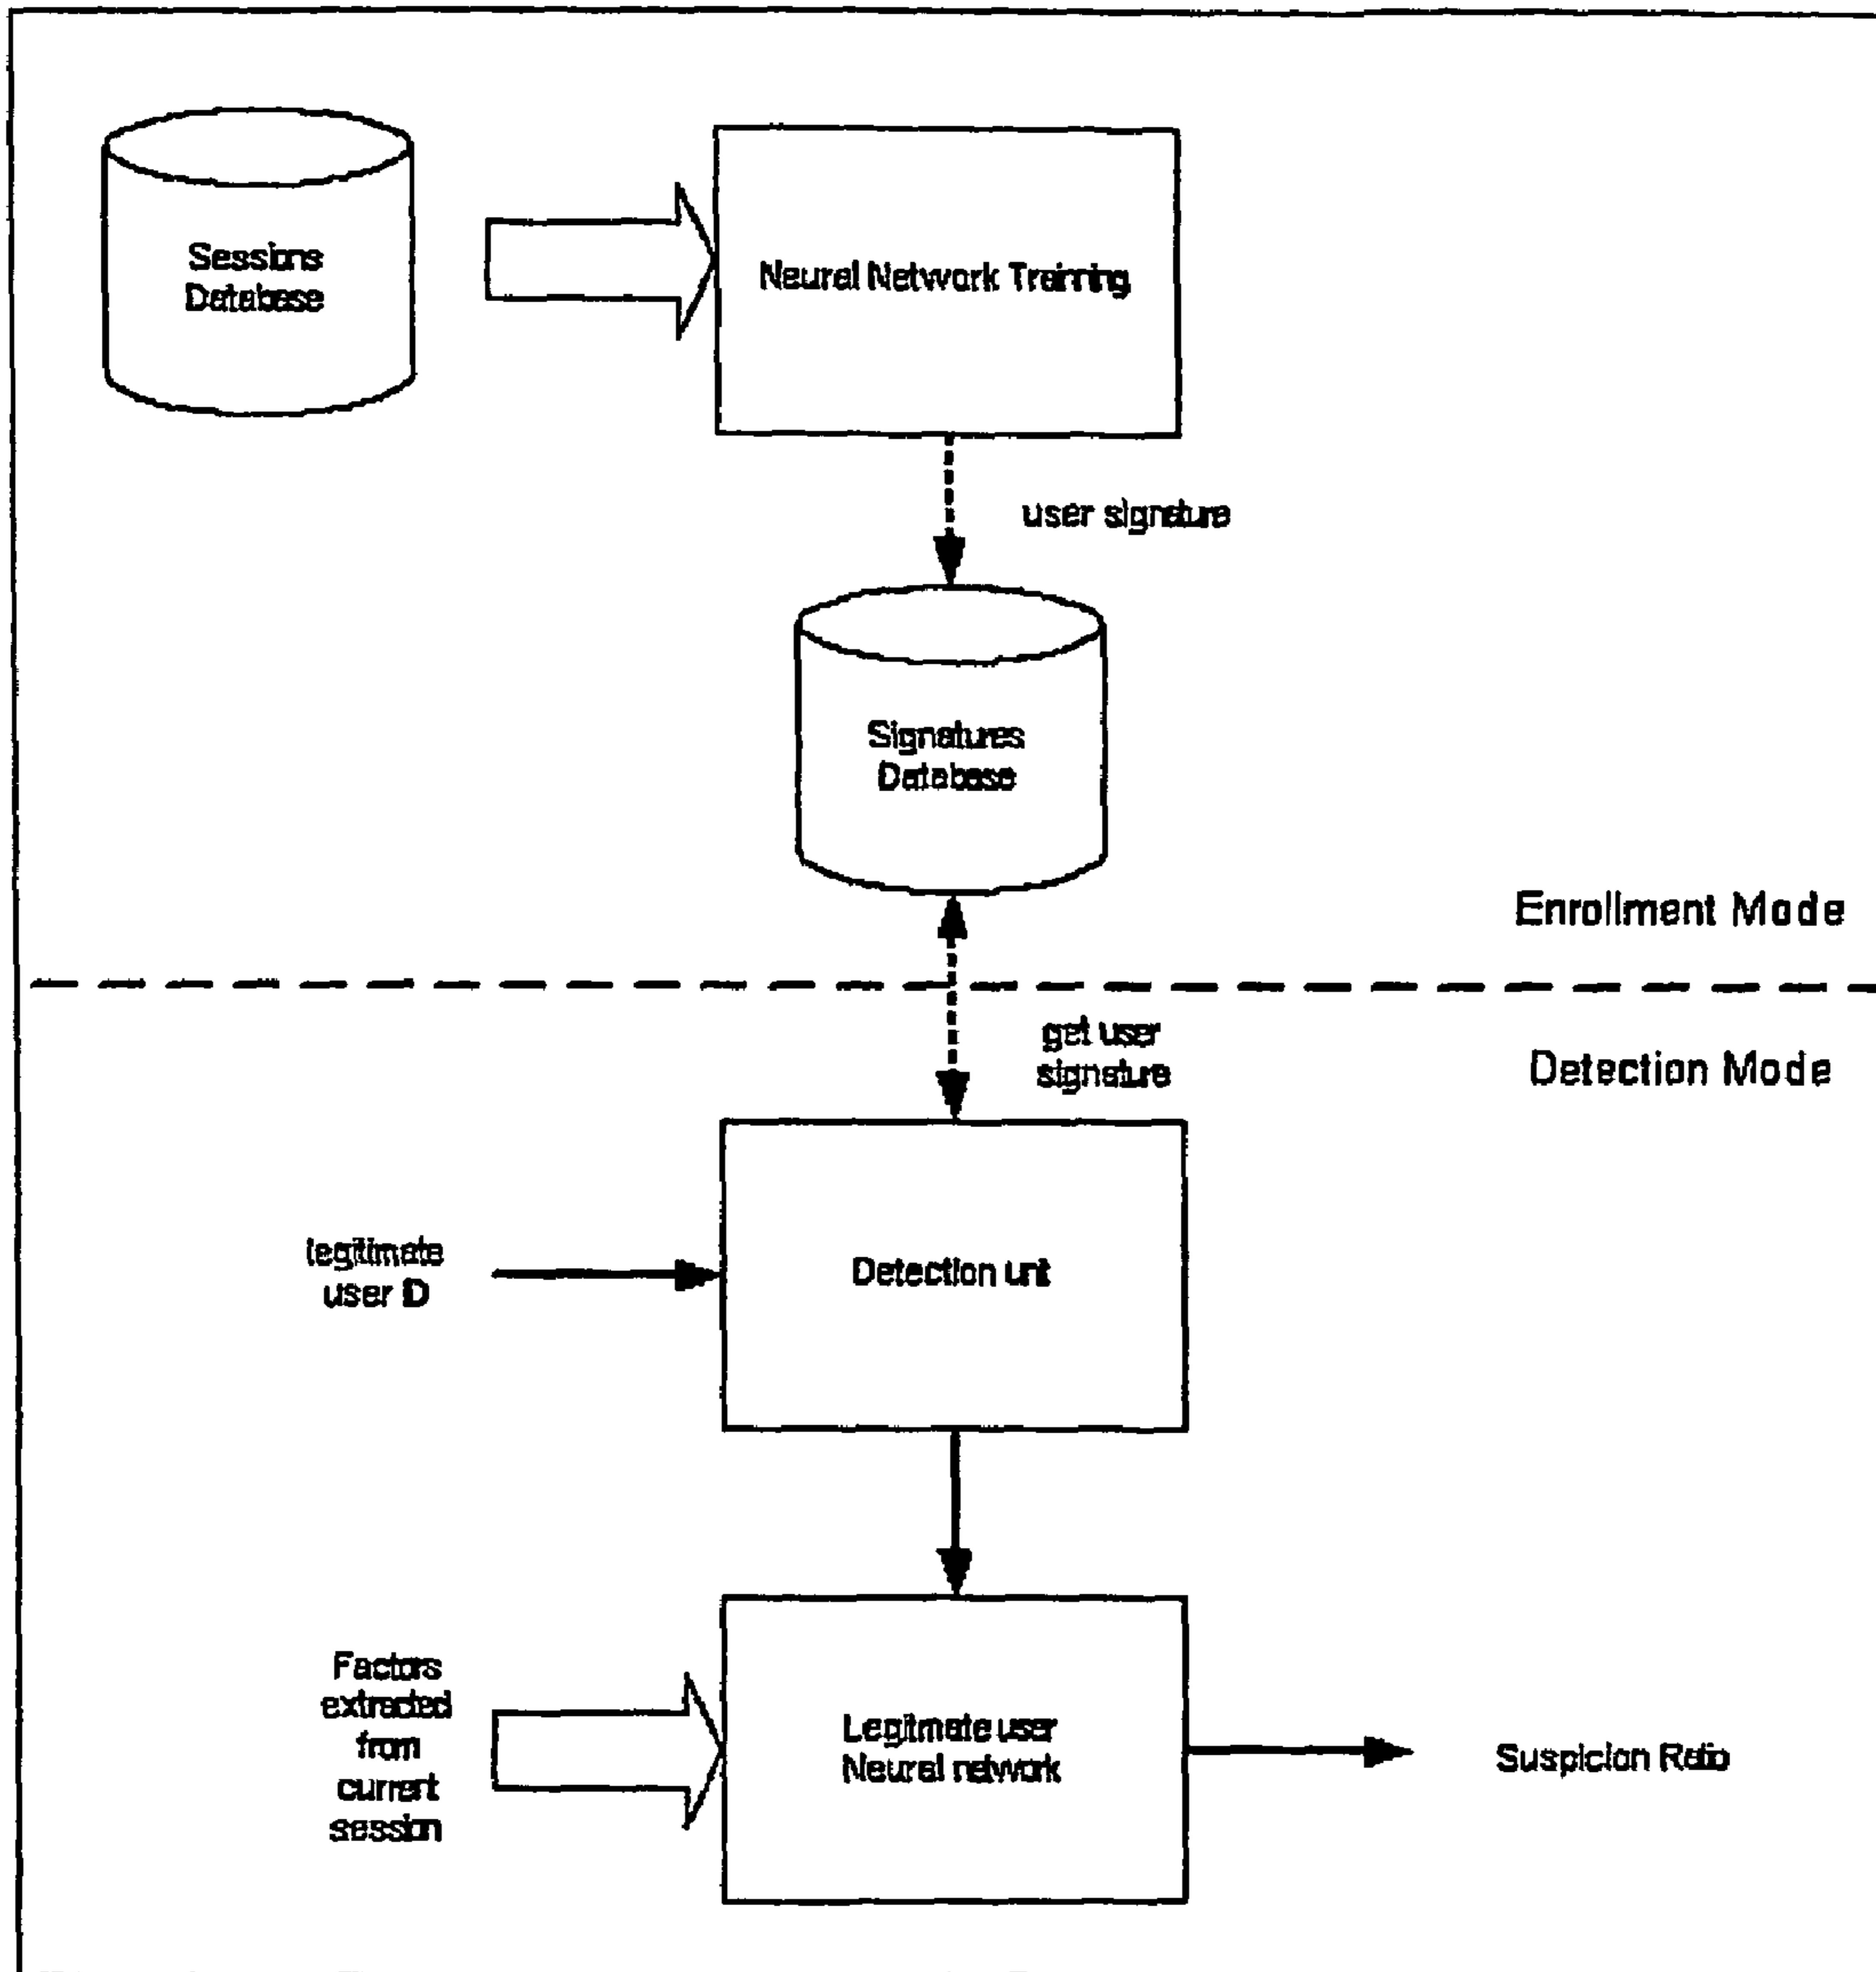 Sessions
Database
Neural Network Training
user signature
Signatures
Database
Enrollment Mode
get user
signature
Detection Mode
legitimate
user ID
Detection unit
Factors
extracted
from
current
session
Legitimate user
Neural network
Suspicion Ratio